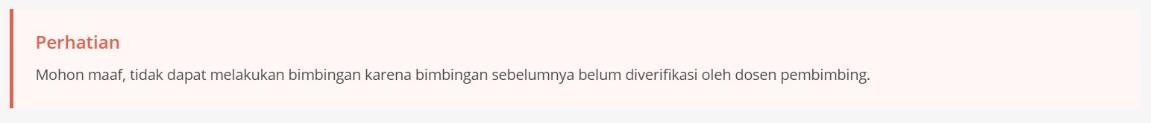 Perhatian
Mohon maaf, tidak dapat melakukan bimbingan karena bimbingan sebelumnya belum diverifikasi oleh dosen pembimbing.